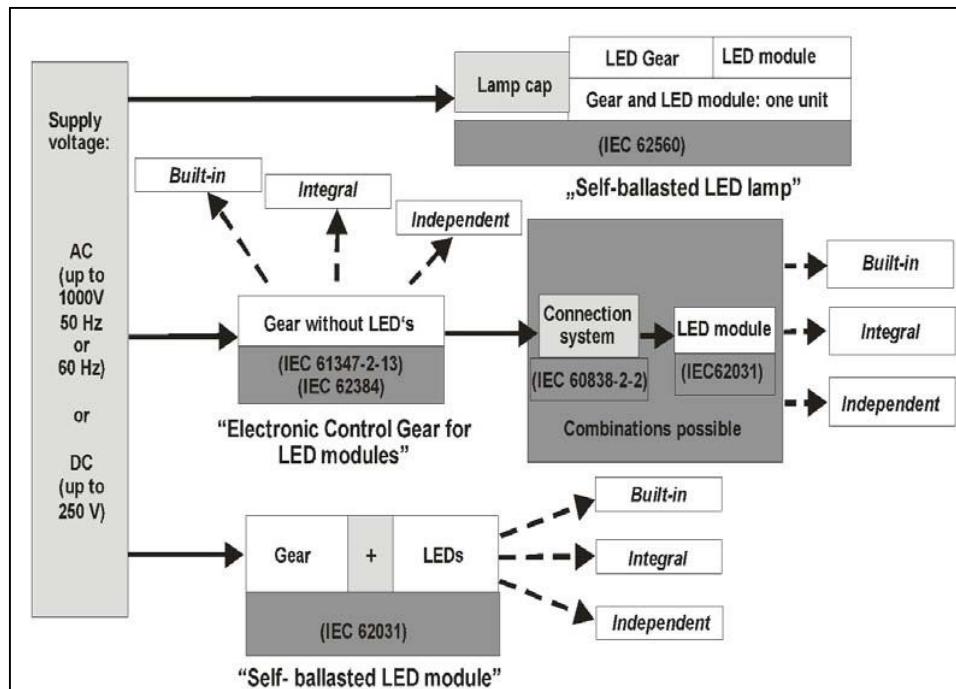 Supply
voltage:
AC
(up to
1000V
50 Hz
or
60 Hz)
or
DC
(up to
250 V)
Lamp cap
LED Gear
LED module
Gear and LED module: one unit
(IEC 62560)
„Self-ballasted LED lamp”
Built-in
Integral
Independent
Gear without LED‘s
(IEC 61347-2-13)
(IEC 62384)
“Electronic Control Gear for
LED modules”
Connection
system
(IEC 60838-2-2)
LED module
(IEC62031)
Combinations possible
Built-in
Integral
Independent
Gear
+
LEDs
(IEC 62031)
“Self- ballasted LED module”
Built-in
Integral
Independent